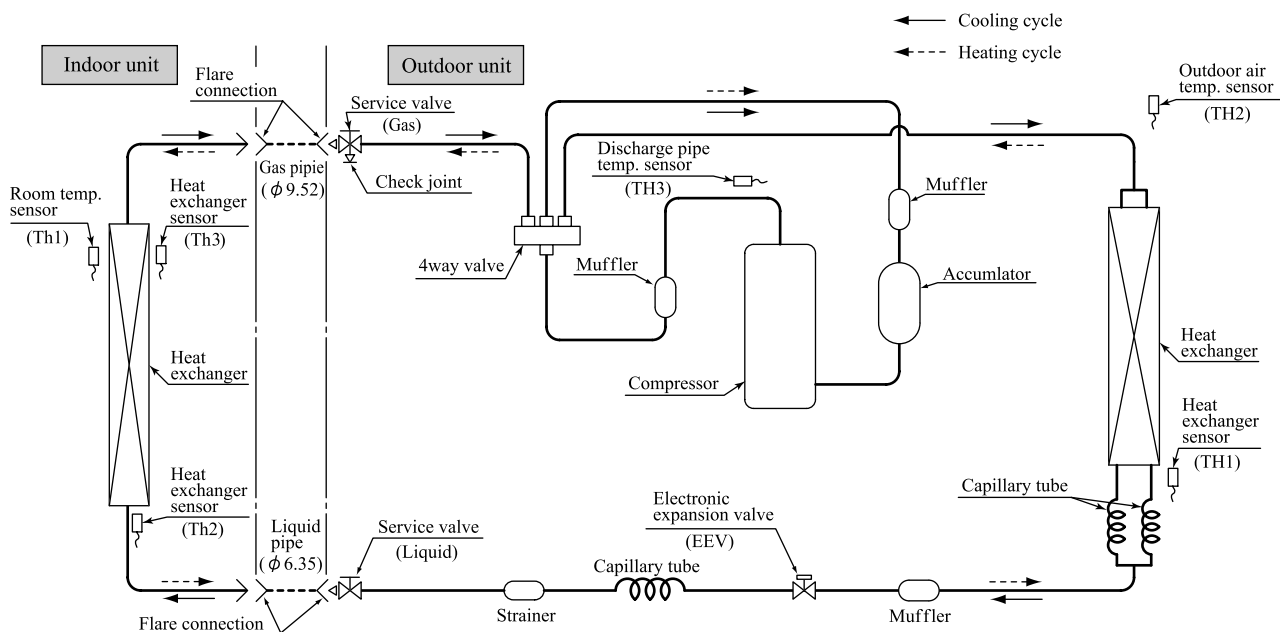 Cooling cycle
Heating cycle
Indoor unit
Outdoor unit
Flare
connection
Service valve
(Gas)
Outdoor air
temp. sensor
(TH2)
Gas pipie
(ϕ9.52)
Check joint
Discharge pipe
temp. sensor
(TH3)
Muffler
Room temp.
sensor
(Th1)
Heat
exchanger
sensor
(Th3)
4way valve
Muffler
Accumlator
Heat
exchanger
Compressor
Heat
exchanger
Heat
exchanger
sensor
(TH1)
Capillary tube
Heat
exchanger
sensor
(Th2)
Liquid
pipe
(ϕ6.35)
Service valve
(Liquid)
Electronic
expansion valve
(EEV)
Capillary tube
Strainer
Muffler
Flare connection